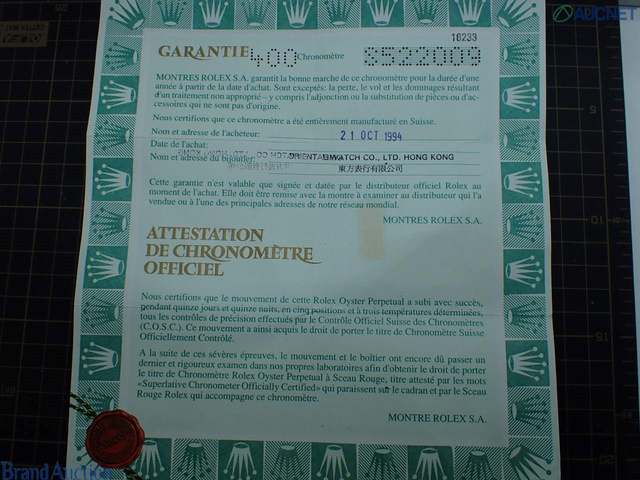 AUCNET
16233
GARANTIE 400 Chronomètre S522009
MONTRES ROLEX S.A. garantit la bonne marche de ce chronomètre pour la durée d'une
année à partir de la date d'achat. Sont exceptés: la perte, le vol et les dommages résultant
d'un traitement non approprié – y compris l'adjonction ou la substitution de pièces ou d'ac-
cessoires qui ne sont pas d'origine.
Nous certifions que ce chronomètre a été entièrement manufacturé en Suisse.
Nom et adresse de l'acheteur:
21 OCT 1994
Date de l'achat:
Nom et adresse du bijoutier: ORIENTAL WATCH CO., LTD. HONG KONG
東方表行有限公司
Cette garantie n'est valable que signée et datée par le distributeur officiel Rolex au
moment de l'achat. Elle doit être remise avec la montre à examiner au distributeur qui l'a
vendue ou à l'une des principales adresses de notre réseau mondial.
MONTRES ROLEX S.A.
ATTESTATION
DE CHRONOMÈTRE
OFFICIEL
Nous certifions que le mouvement de cette Rolex Oyster Perpetual a subi avec succès,
pendant quinze jours et quinze nuits, en cinq positions et à trois températures déterminées,
tous les contrôles de précision effectués par le Contrôle Officiel Suisse des Chronomètres
(C.O.S.C.). Ce mouvement a ainsi acquis le droit de porter le titre de Chronomètre Suisse
Officiellement Contrôlé.
A la suite de ces sévères épreuves, le mouvement et le boîtier ont encore dû passer un
dernier et rigoureux examen dans nos propres laboratoires afin d'obtenir le droit de porter
le titre de Chronomètre Rolex Oyster Perpetual à Sceau Rouge, titre attesté par les mots
«Superlative Chronometer Officially Certified» qui paraissent sur le cadran et par le Sceau
Rouge Rolex qui accompagne ce chronomètre.
MONTRE ROLEX S.A.
Brand Auction
5
10
15